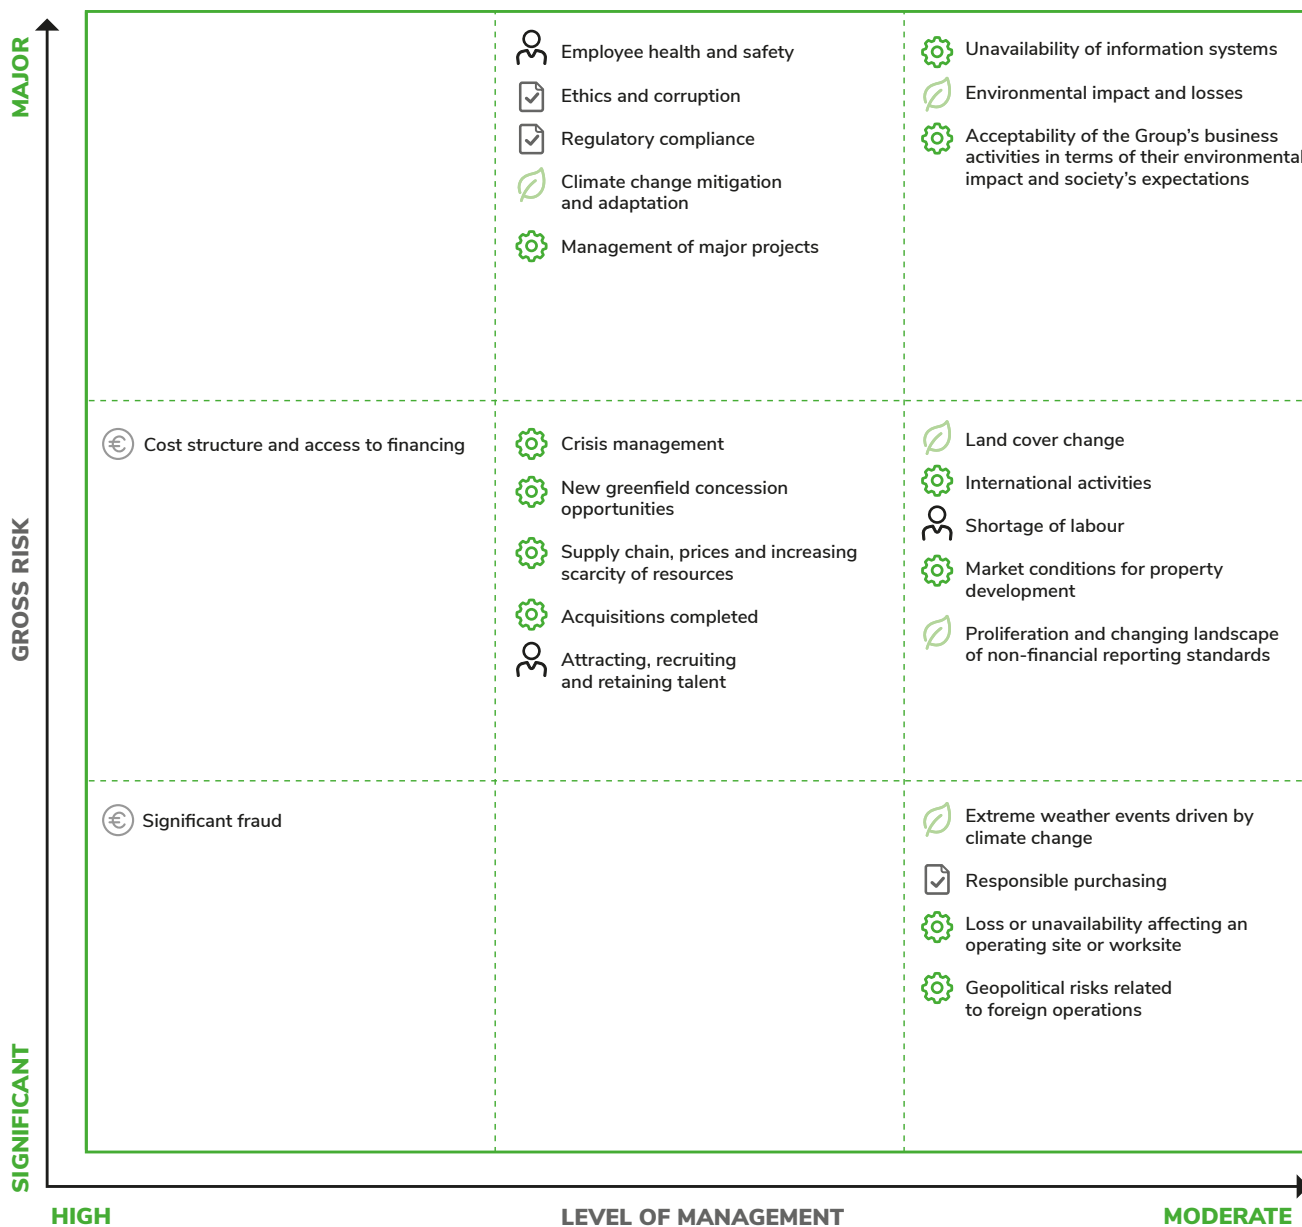 MAJOR
Employee health and safety
Ethics and corruption
Regulatory compliance
Climate change mitigation
and adaptation
Management of major projects
Unavailability of information systems
Environmental impact and losses
Acceptability of the Group's business
activities in terms of their environmental
impact and society's expectations
GROSS RISK
€ Cost structure and access to financing
Crisis management
New greenfield concession
opportunities
Supply chain, prices and increasing
scarcity of resources
Acquisitions completed
Attracting, recruiting
and retaining talent
Land cover change
International activities
Shortage of labour
Market conditions for property
development
Proliferation and changing landscape
of non-financial reporting standards
€ Significant fraud
Extreme weather events driven by
climate change
Responsible purchasing
Loss or unavailability affecting an
operating site or worksite
Geopolitical risks related
to foreign operations
SIGNIFICANT
HIGH
LEVEL OF MANAGEMENT
MODERATE